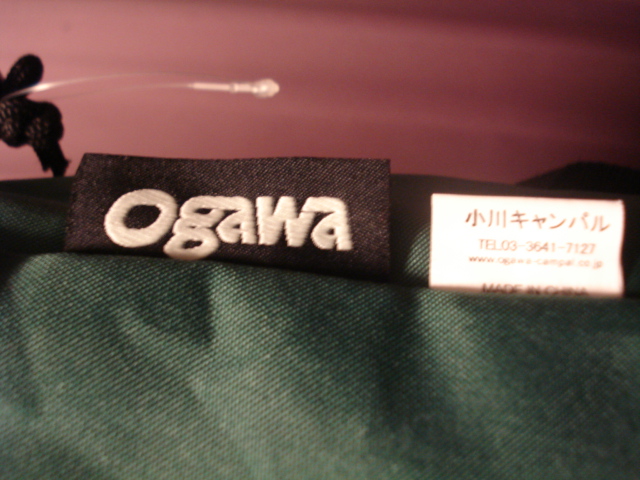 Ogawa
小川キャンパル
TEL03-3641-7127
www.ogawa-campal.co.jp
MADE IN CHINA